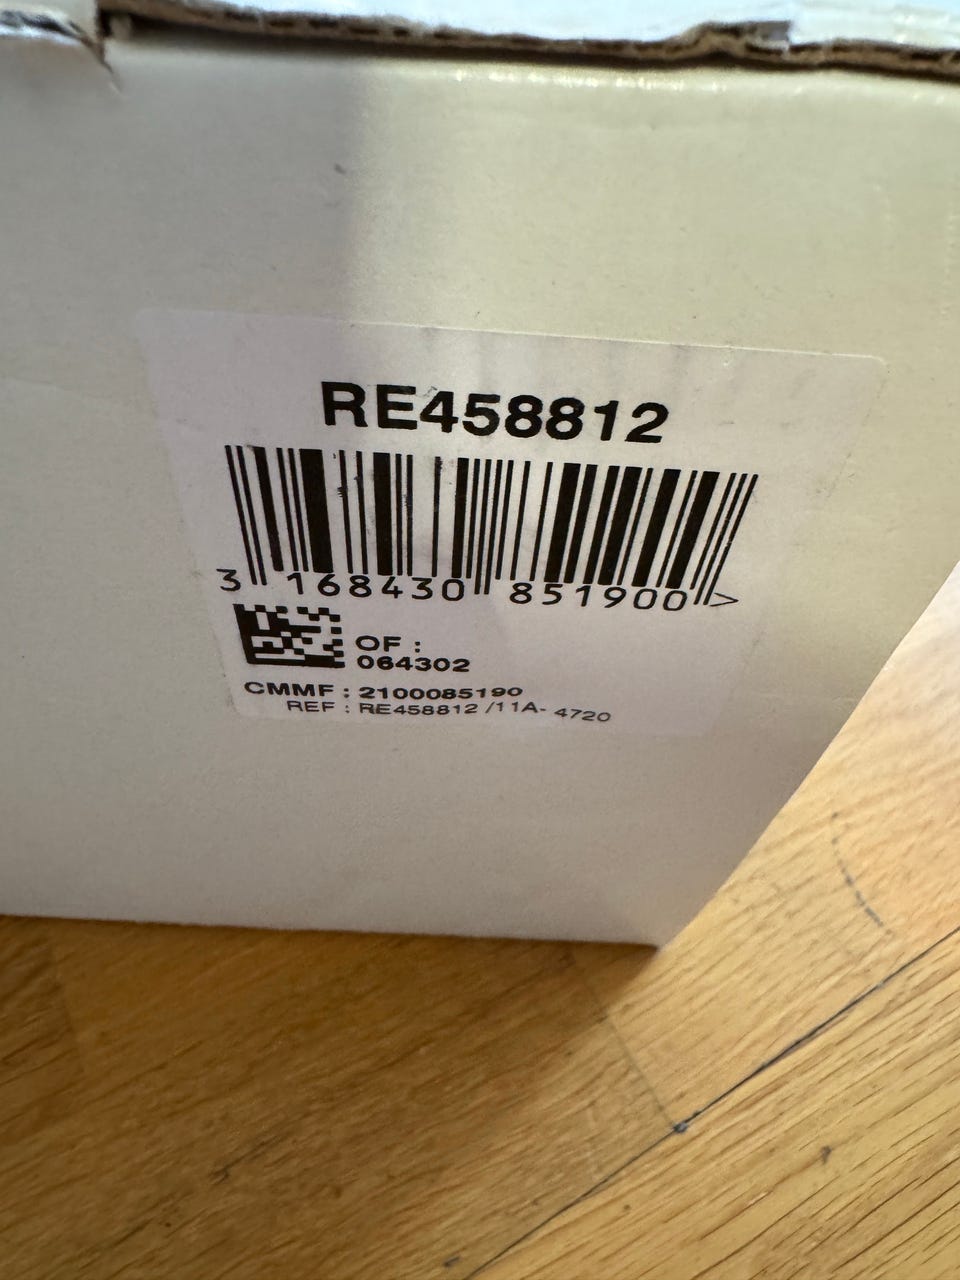 RE458812
3 168430 851900 >
OF :
064302
CMMF : 2100085190
REF : RE458812 /11A- 4720